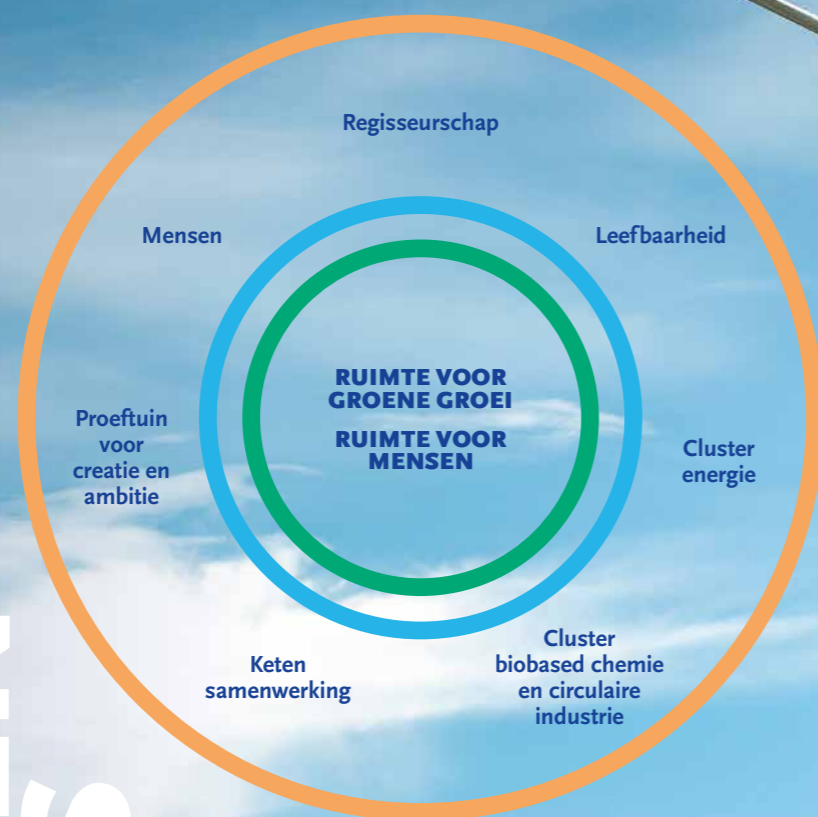 Regisseurschap
Mensen
Leefbaarheid
RUIMTE VOOR
GROENE GROEI
RUIMTE VOOR
MENSEN
Proeftuin
voor
creatie en
ambitie
Cluster
energie
Keten
samenwerking
Cluster
biobased chemie
en circulaire
industrie